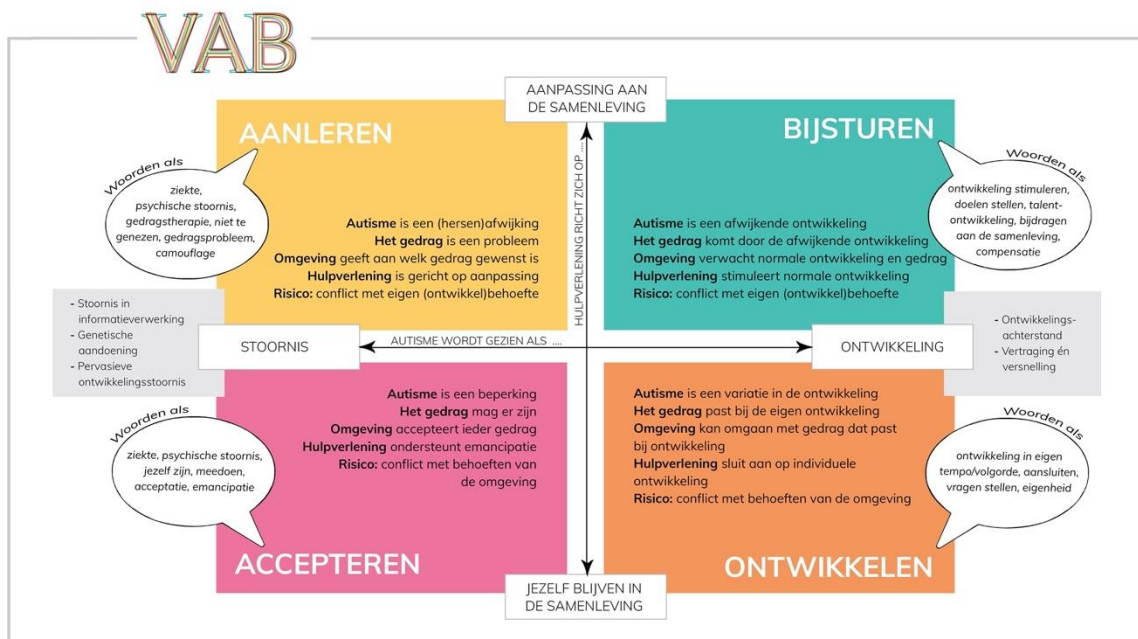 VAB
AANPASSING AAN
DE SAMENLEVING
AANLEREN
Woorden als
ziekte,
psychische stoornis,
gedragstherapie, niet te
genezen, gedragsprobleem,
camouflage
Autisme is een (hersen)afwijking
Het gedrag is een probleem
Omgeving geeft aan welk gedrag gewenst is
Hulpverlening is gericht op aanpassing
Risico: conflict met eigen (ontwikkel)behoefte
HULPVERLENING RICHT ZICH OP ....
BIJSTUREN
Woorden als
ontwikkeling stimuleren,
doelen stellen, talent-
ontwikkeling, bijdragen
aan de samenleving,
compensatie
Autisme is een afwijkende ontwikkeling
Het gedrag komt door de afwijkende ontwikkeling
Omgeving verwacht normale ontwikkeling en gedrag
Hulpverlening stimuleert normale ontwikkeling
Risico: conflict met eigen (ontwikkel)behoefte
- Stoornis in
informatieverwerking
- Genetische
aandoening
- Pervasieve
ontwikkelingsstoornis
STOORNIS
AUTISME WORDT GEZIEN ALS ....
ONTWIKKELING
- Ontwikkelings-
achterstand
- Vertraging én
versnelling
Woorden als
ziekte, psychische stoornis,
jezelf zijn, meedoen,
acceptatie, emancipatie
Autisme is een beperking
Het gedrag mag er zijn
Omgeving accepteert ieder gedrag
Hulpverlening ondersteunt emancipatie
Risico: conflict met behoeften van
de omgeving
ACCEPTEREN
Autisme is een variatie in de ontwikkeling
Het gedrag past bij de eigen ontwikkeling
Omgeving kan omgaan met gedrag dat past
bij ontwikkeling
Hulpverlening sluit aan op individuele
ontwikkeling
Risico: conflict met behoeften van de omgeving
Woorden als
ontwikkeling in eigen
tempo/volgorde, aansluiten,
vragen stellen, eigenheid
ONTWIKKELEN
JEZELF BLIJVEN IN
DE SAMENLEVING